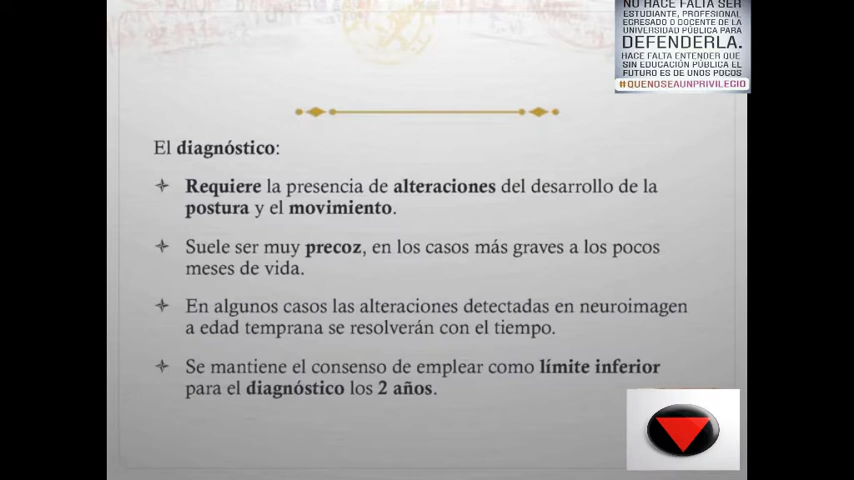 NO HACE FALTA SER
ESTUDIANTE, PROFESIONAL,
EGRESADO O DOCENTE DE LA
UNIVERSIDAD PÚBLICA PARA
DEFENDERLA.
HACE FALTA ENTENDER QUE
SIN EDUCACIÓN PÚBLICA EL
FUTURO ES DE UNOS POCOS
#QUENOSEAUNPRIVILEGIO
El diagnóstico:
Requiere la presencia de alteraciones del desarrollo de la
postura y el movimiento.
Suele ser muy precoz, en los casos más graves a los pocos
meses de vida.
En algunos casos las alteraciones detectadas en neuroimagen
a edad temprana se resolverán con el tiempo.
Se mantiene el consenso de emplear como límite inferior
para el diagnóstico los 2 años.